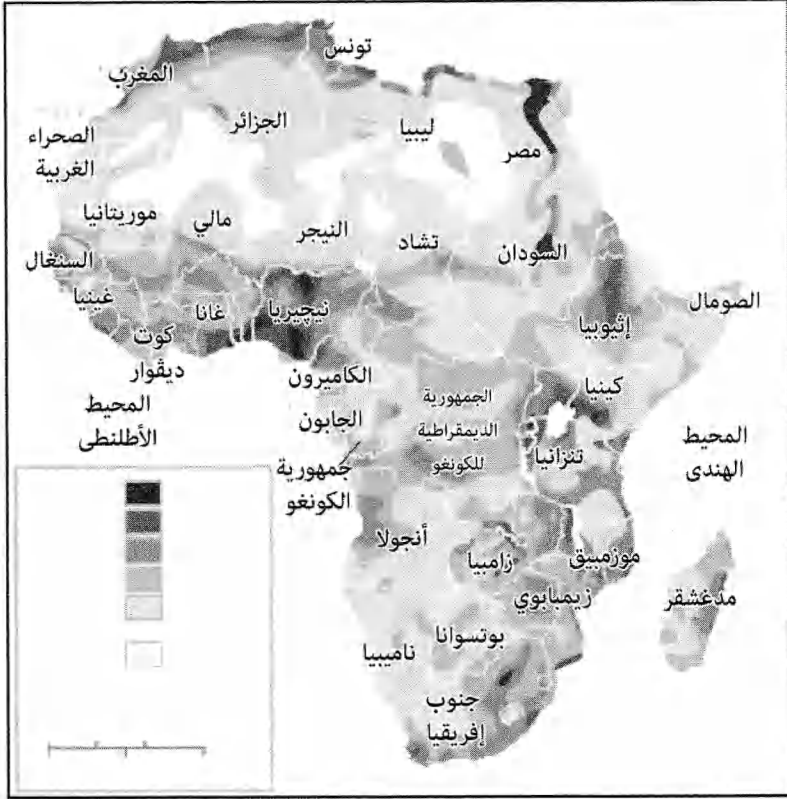 تونس
المغرب
الجزائر
ليبيا
مصر
الصحراء
الغربية
موريتانيا
مالي
النيجر
تشاد
السودان
السنغال
غينيا
غانا
نيچيريا
إثيوبيا
الصومال
كوت
ديڤوار
الكاميرون
كينيا
المحيط
الأطلنطى
الجابون
الجمهورية
الديمقراطية
للكونغو
تنزانيا
المحيط
الهندى
جمهورية
الكونغو
أنجولا
زامبيا
موزمبيق
زيمبابوي
مدغشقر
ناميبيا
بوتسوانا
جنوب
إفريقيا